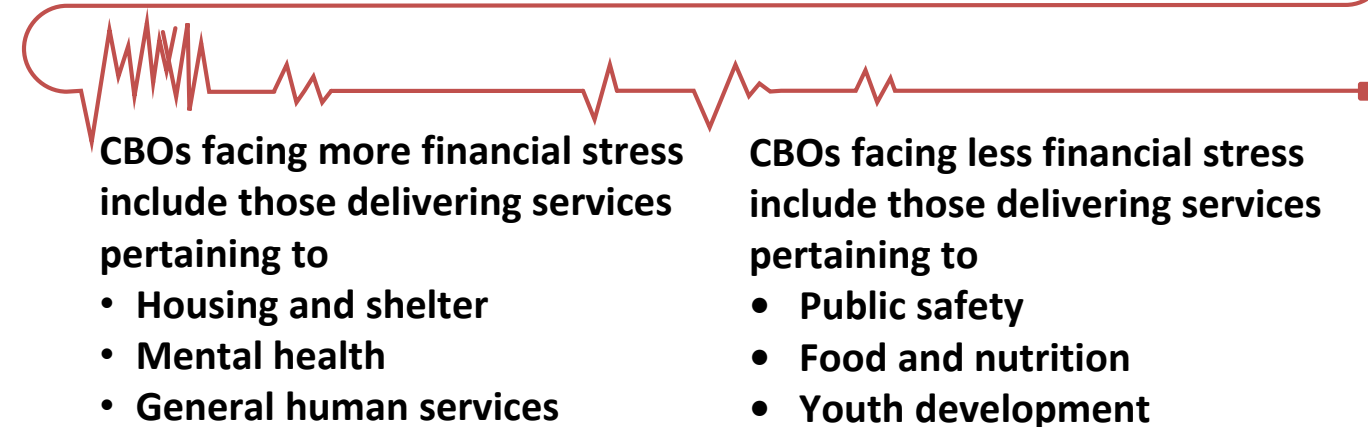 CBOs facing more financial stress
include those delivering services
pertaining to
• Housing and shelter
• Mental health
• General human services
CBOs facing less financial stress
include those delivering services
pertaining to
• Public safety
• Food and nutrition
• Youth development